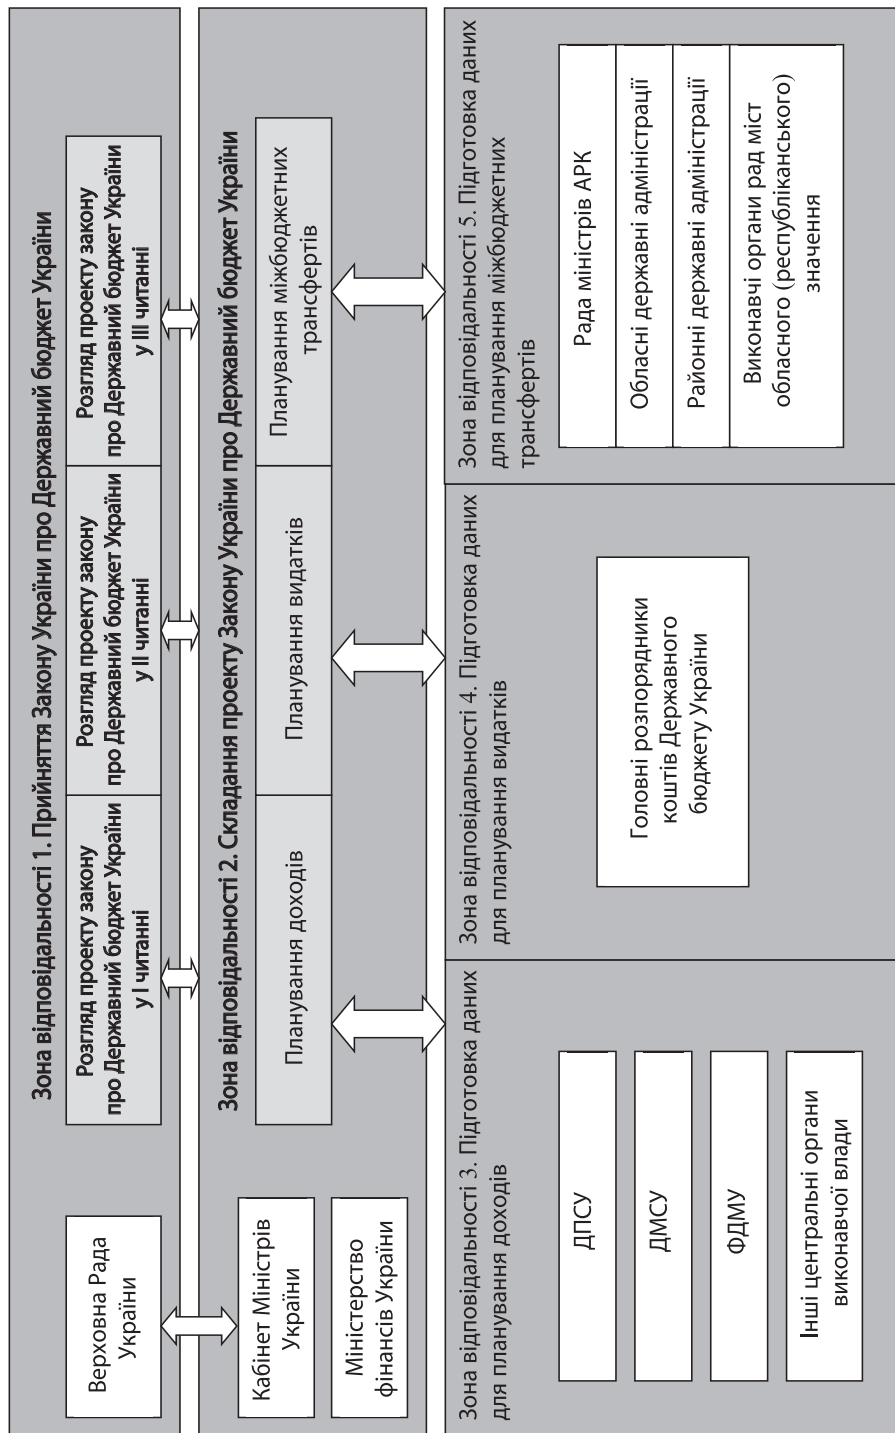 Зона відповідальності 1. Прийняття Закону України про Державний бюджет України
Верховна Рада
України
Розгляд проекту закону
про Державний бюджет України
у І читанні
Розгляд проекту закону
про Державний бюджет України
у ІІ читанні
Розгляд проекту закону
про Державний бюджет України
у ІІІ читанні
Зона відповідальності 2. Складання проекту Закону України про Державний бюджет України
Кабінет Міністрів
України
Міністерство
фінансів України
Планування доходів
Планування видатків
Планування міжбюджетних
трансфертів
Зона відповідальності 3. Підготовка даних
для планування доходів
ДПСУ
ДМСУ
ФДМУ
Інші центральні органи
виконавчої влади
Зона відповідальності 4. Підготовка даних
для планування видатків
Головні розпорядники
коштів Державного
бюджету України
Зона відповідальності 5. Підготовка даних
для планування міжбюджетних
трансфертів
Рада міністрів АРК
Обласні державні адміністрації
Районні державні адміністрації
Виконавчі органи рад міст
обласного (республіканського)
значення